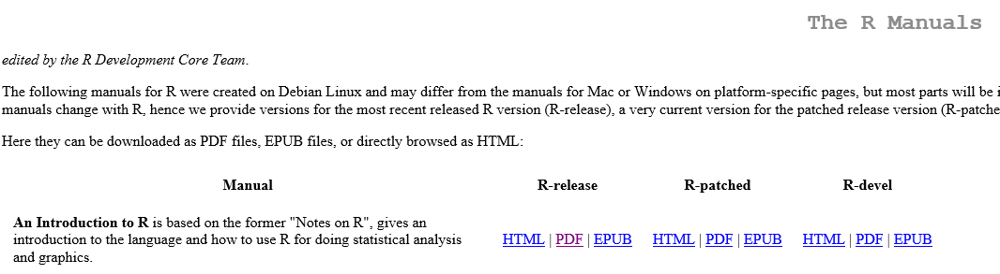 The R Manuals
edited by the R Development Core Team.
The following manuals for R were created on Debian Linux and may differ from the manuals for Mac or Windows on platform-specific pages, but most parts will be
manuals change with R, hence we provide versions for the most recent released R version (R-release), a very current version for the patched release version (R-patche
Here they can be downloaded as PDF files, EPUB files, or directly browsed as HTML:
Manual R-release R-patched R-devel
An Introduction to R is based on the former "Notes on R", gives an
introduction to the language and how to use R for doing statistical analysis
and graphics.
HTML | PDF | EPUB HTML | PDF | EPUB HTML | PDF | EPUB